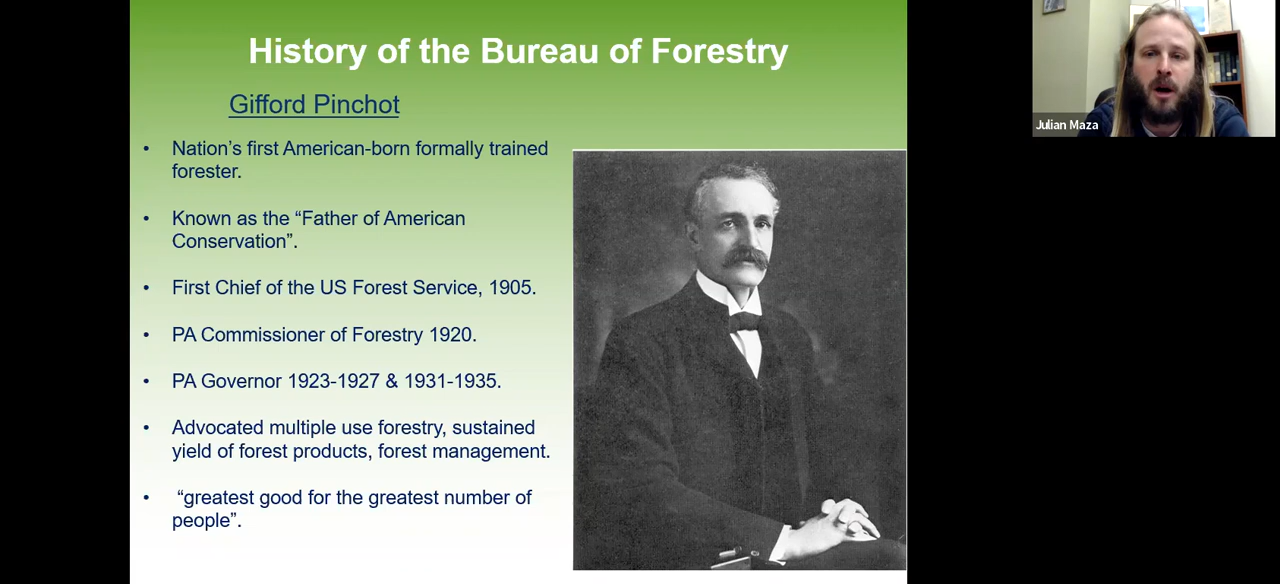 History of the Bureau of Forestry
Gifford Pinchot
• Nation’s first American-born formally trained
forester.
• Known as the “Father of American
Conservation”.
• First Chief of the US Forest Service, 1905.
• PA Commissioner of Forestry 1920.
• PA Governor 1923-1927 & 1931-1935.
• Advocated multiple use forestry, sustained
yield of forest products, forest management.
• “greatest good for the greatest number of
people”.
Julian Maza